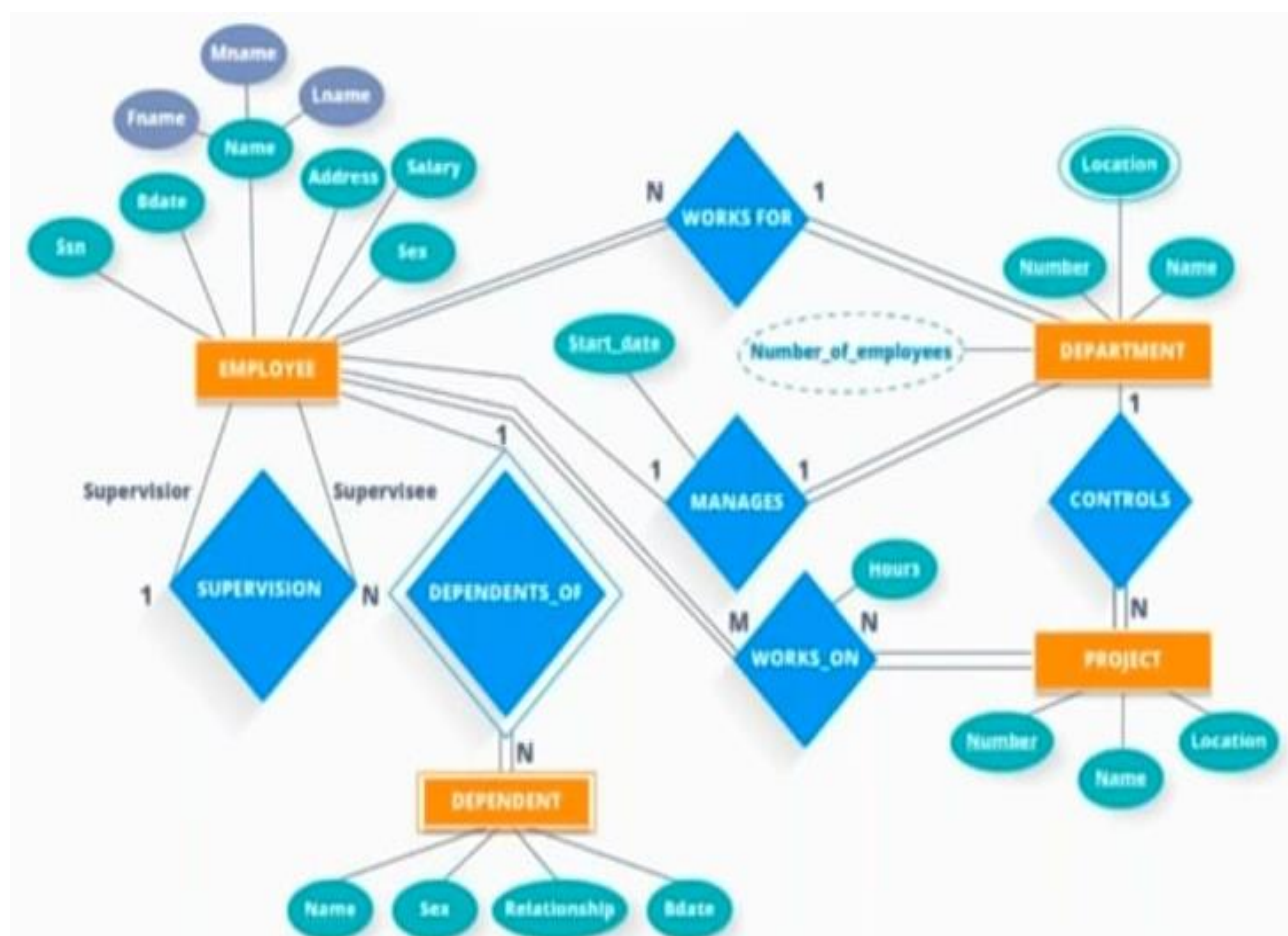 Mname
Fname
Lname
Name
Address
Salary
Bdate
Ssn
Sex
EMPLOYEE
N
WORKS FOR
1
Location
Number
Name
Number_of_employees
DEPARTMENT
Start_date
1
MANAGES
1
1
CONTROLS
N
Supervisior
Supervisee
1
SUPERVISION
N
1
DEPENDENTS_OF
N
M
Hours
N
WORKS_ON
PROJECT
Number
Name
Location
DEPENDENT
Name
Sex
Relationship
Bdate